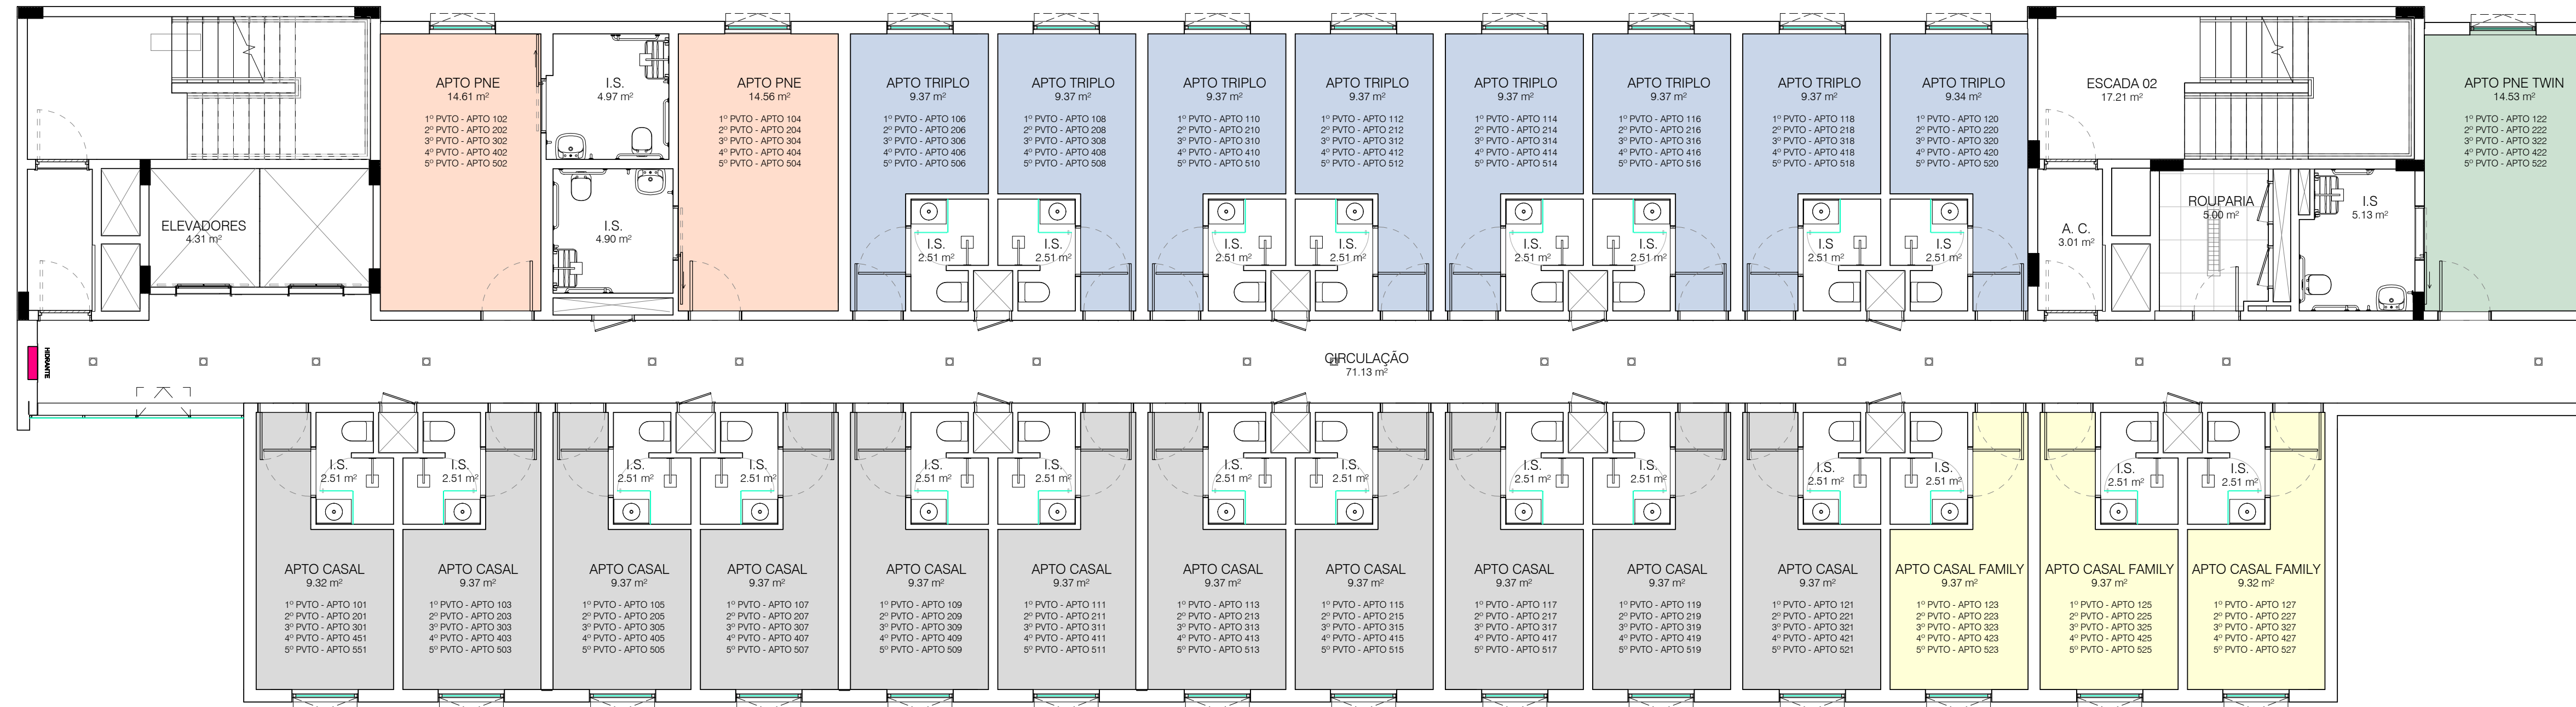 APTO PNE
14.61 m²
1º PVTO - APTO 102
2º PVTO - APTO 202
3º PVTO - APTO 302
4º PVTO - APTO 402
5º PVTO - APTO 502
I.S.
4.97 m²
APTO PNE
14.56 m²
1º PVTO - APTO 104
2º PVTO - APTO 204
3º PVTO - APTO 304
4º PVTO - APTO 404
5º PVTO - APTO 504
APTO TRIPLO
9.37 m²
1º PVTO - APTO 106
2º PVTO - APTO 206
3º PVTO - APTO 306
4º PVTO - APTO 406
5º PVTO - APTO 506
APTO TRIPLO
9.37 m²
1º PVTO - APTO 108
2º PVTO - APTO 208
3º PVTO - APTO 308
4º PVTO - APTO 408
5º PVTO - APTO 508
APTO TRIPLO
9.37 m²
1º PVTO - APTO 110
2º PVTO - APTO 210
3º PVTO - APTO 310
4º PVTO - APTO 410
5º PVTO - APTO 510
APTO TRIPLO
9.37 m²
1º PVTO - APTO 112
2º PVTO - APTO 212
3º PVTO - APTO 312
4º PVTO - APTO 412
5º PVTO - APTO 512
APTO TRIPLO
9.37 m²
1º PVTO - APTO 114
2º PVTO - APTO 214
3º PVTO - APTO 314
4º PVTO - APTO 414
5º PVTO - APTO 514
APTO TRIPLO
9.37 m²
1º PVTO - APTO 116
2º PVTO - APTO 216
3º PVTO - APTO 316
4º PVTO - APTO 416
5º PVTO - APTO 516
APTO TRIPLO
9.37 m²
1º PVTO - APTO 118
2º PVTO - APTO 218
3º PVTO - APTO 318
4º PVTO - APTO 418
5º PVTO - APTO 518
APTO TRIPLO
9.34 m²
1º PVTO - APTO 120
2º PVTO - APTO 220
3º PVTO - APTO 320
4º PVTO - APTO 420
5º PVTO - APTO 520
ESCADA 02
17.21 m²
APTO PNE TWIN
14.53 m²
1º PVTO - APTO 122
2º PVTO - APTO 222
3º PVTO - APTO 322
4º PVTO - APTO 422
5º PVTO - APTO 522
ELEVADORES
4.31 m²
I.S.
4.90 m²
I.S.
2.51 m²
I.S.
2.51 m²
I.S.
2.51 m²
I.S.
2.51 m²
I.S.
2.51 m²
I.S.
2.51 m²
I.S
2.51 m²
I.S
2.51 m²
A. C.
3.01 m²
ROUPARIA
5.00 m²
I.S
5.13 m²
HIDRANTE
CIRCULAÇÃO
71.13 m²
I.S.
2.51 m²
I.S.
2.51 m²
I.S.
2.51 m²
I.S.
2.51 m²
I.S.
2.51 m²
I.S.
2.51 m²
I.S.
2.51 m²
I.S.
2.51 m²
I.S.
2.51 m²
I.S.
2.51 m²
I.S.
2.51 m²
I.S.
2.51 m²
I.S.
2.51 m²
I.S.
2.51 m²
APTO CASAL
9.32 m²
1º PVTO - APTO 101
2º PVTO - APTO 201
3º PVTO - APTO 301
4º PVTO - APTO 451
5º PVTO - APTO 551
APTO CASAL
9.37 m²
1º PVTO - APTO 103
2º PVTO - APTO 203
3º PVTO - APTO 303
4º PVTO - APTO 403
5º PVTO - APTO 503
APTO CASAL
9.37 m²
1º PVTO - APTO 105
2º PVTO - APTO 205
3º PVTO - APTO 305
4º PVTO - APTO 405
5º PVTO - APTO 505
APTO CASAL
9.37 m²
1º PVTO - APTO 107
2º PVTO - APTO 207
3º PVTO - APTO 307
4º PVTO - APTO 407
5º PVTO - APTO 507
APTO CASAL
9.37 m²
1º PVTO - APTO 109
2º PVTO - APTO 209
3º PVTO - APTO 309
4º PVTO - APTO 409
5º PVTO - APTO 509
APTO CASAL
9.37 m²
1º PVTO - APTO 111
2º PVTO - APTO 211
3º PVTO - APTO 311
4º PVTO - APTO 411
5º PVTO - APTO 511
APTO CASAL
9.37 m²
1º PVTO - APTO 113
2º PVTO - APTO 213
3º PVTO - APTO 313
4º PVTO - APTO 413
5º PVTO - APTO 513
APTO CASAL
9.37 m²
1º PVTO - APTO 115
2º PVTO - APTO 215
3º PVTO - APTO 315
4º PVTO - APTO 415
5º PVTO - APTO 515
APTO CASAL
9.37 m²
1º PVTO - APTO 117
2º PVTO - APTO 217
3º PVTO - APTO 317
4º PVTO - APTO 417
5º PVTO - APTO 517
APTO CASAL
9.37 m²
1º PVTO - APTO 119
2º PVTO - APTO 219
3º PVTO - APTO 319
4º PVTO - APTO 419
5º PVTO - APTO 519
APTO CASAL
9.37 m²
1º PVTO - APTO 121
2º PVTO - APTO 221
3º PVTO - APTO 321
4º PVTO - APTO 421
5º PVTO - APTO 521
APTO CASAL FAMILY
9.37 m²
1º PVTO - APTO 123
2º PVTO - APTO 223
3º PVTO - APTO 323
4º PVTO - APTO 423
5º PVTO - APTO 523
APTO CASAL FAMILY
9.37 m²
1º PVTO - APTO 125
2º PVTO - APTO 225
3º PVTO - APTO 325
4º PVTO - APTO 425
5º PVTO - APTO 525
APTO CASAL FAMILY
9.32 m²
1º PVTO - APTO 127
2º PVTO - APTO 227
3º PVTO - APTO 327
4º PVTO - APTO 427
5º PVTO - APTO 527